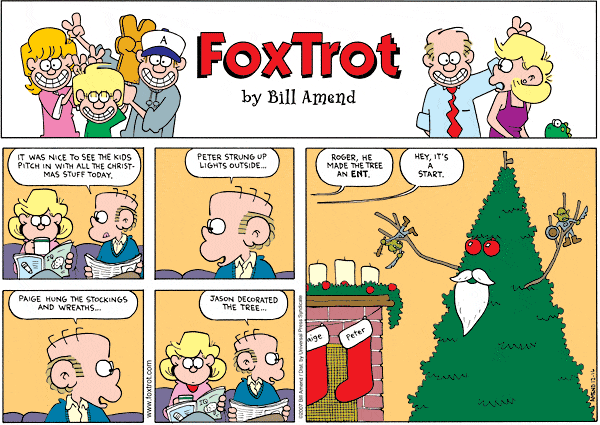 A
FoxTrot
by Bill Amend
IT WAS NICE TO SEE THE KIDS
PITCH IN WITH ALL THE CHRIST-
MAS STUFF TODAY.
PETER STRUNG UP
LIGHTS OUTSIDE...
PAIGE HUNG THE STOCKINGS
AND WREATHS...
JASON DECORATED
THE TREE...
www.foxtrot.com
©2007 Bill Amend / Dist. by Universal Press Syndicate
ROGER, HE
MADE THE TREE
AN ENT.
HEY, IT'S
A
START.
aige
Peter
AMEND 12-16